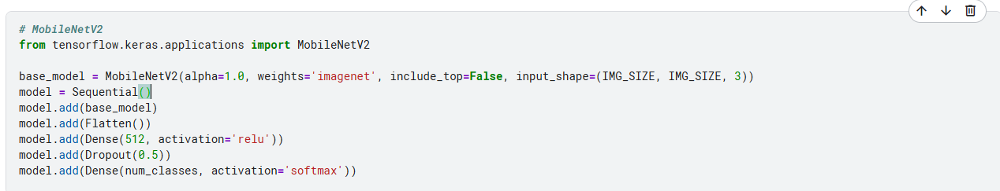 # MobileNetV2
from tensorflow.keras.applications import MobileNetV2
base_model = MobileNetV2(alpha=1.0, weights='imagenet', include_top=False, input_shape=(IMG_SIZE, IMG_SIZE, 3))
model = Sequential()
model.add(base_model)
model.add(Flatten())
model.add(Dense(512, activation='relu'))
model.add(Dropout(0.5))
model.add(Dense(num_classes, activation='softmax'))